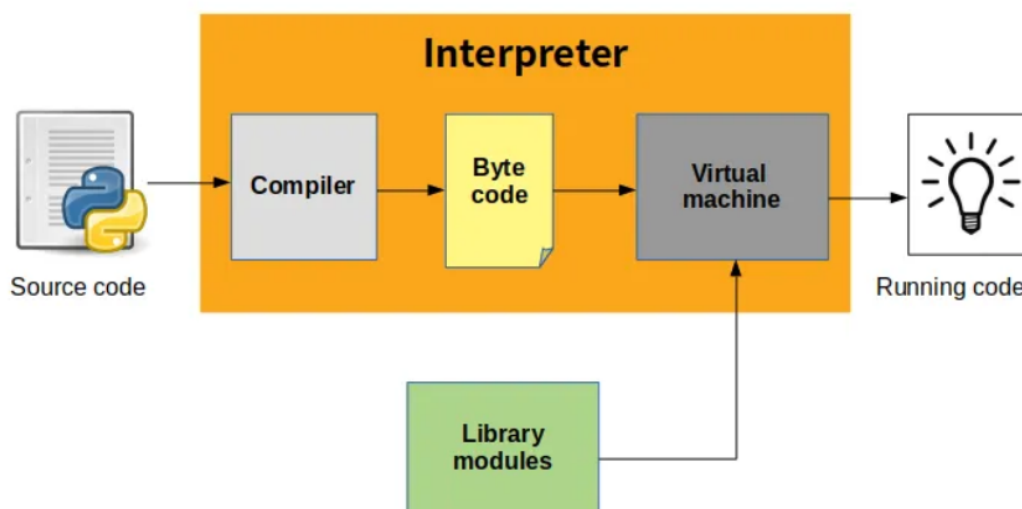 Interpreter
Compiler
Byte
code
Virtual
machine
Source code
Running code
Library
modules